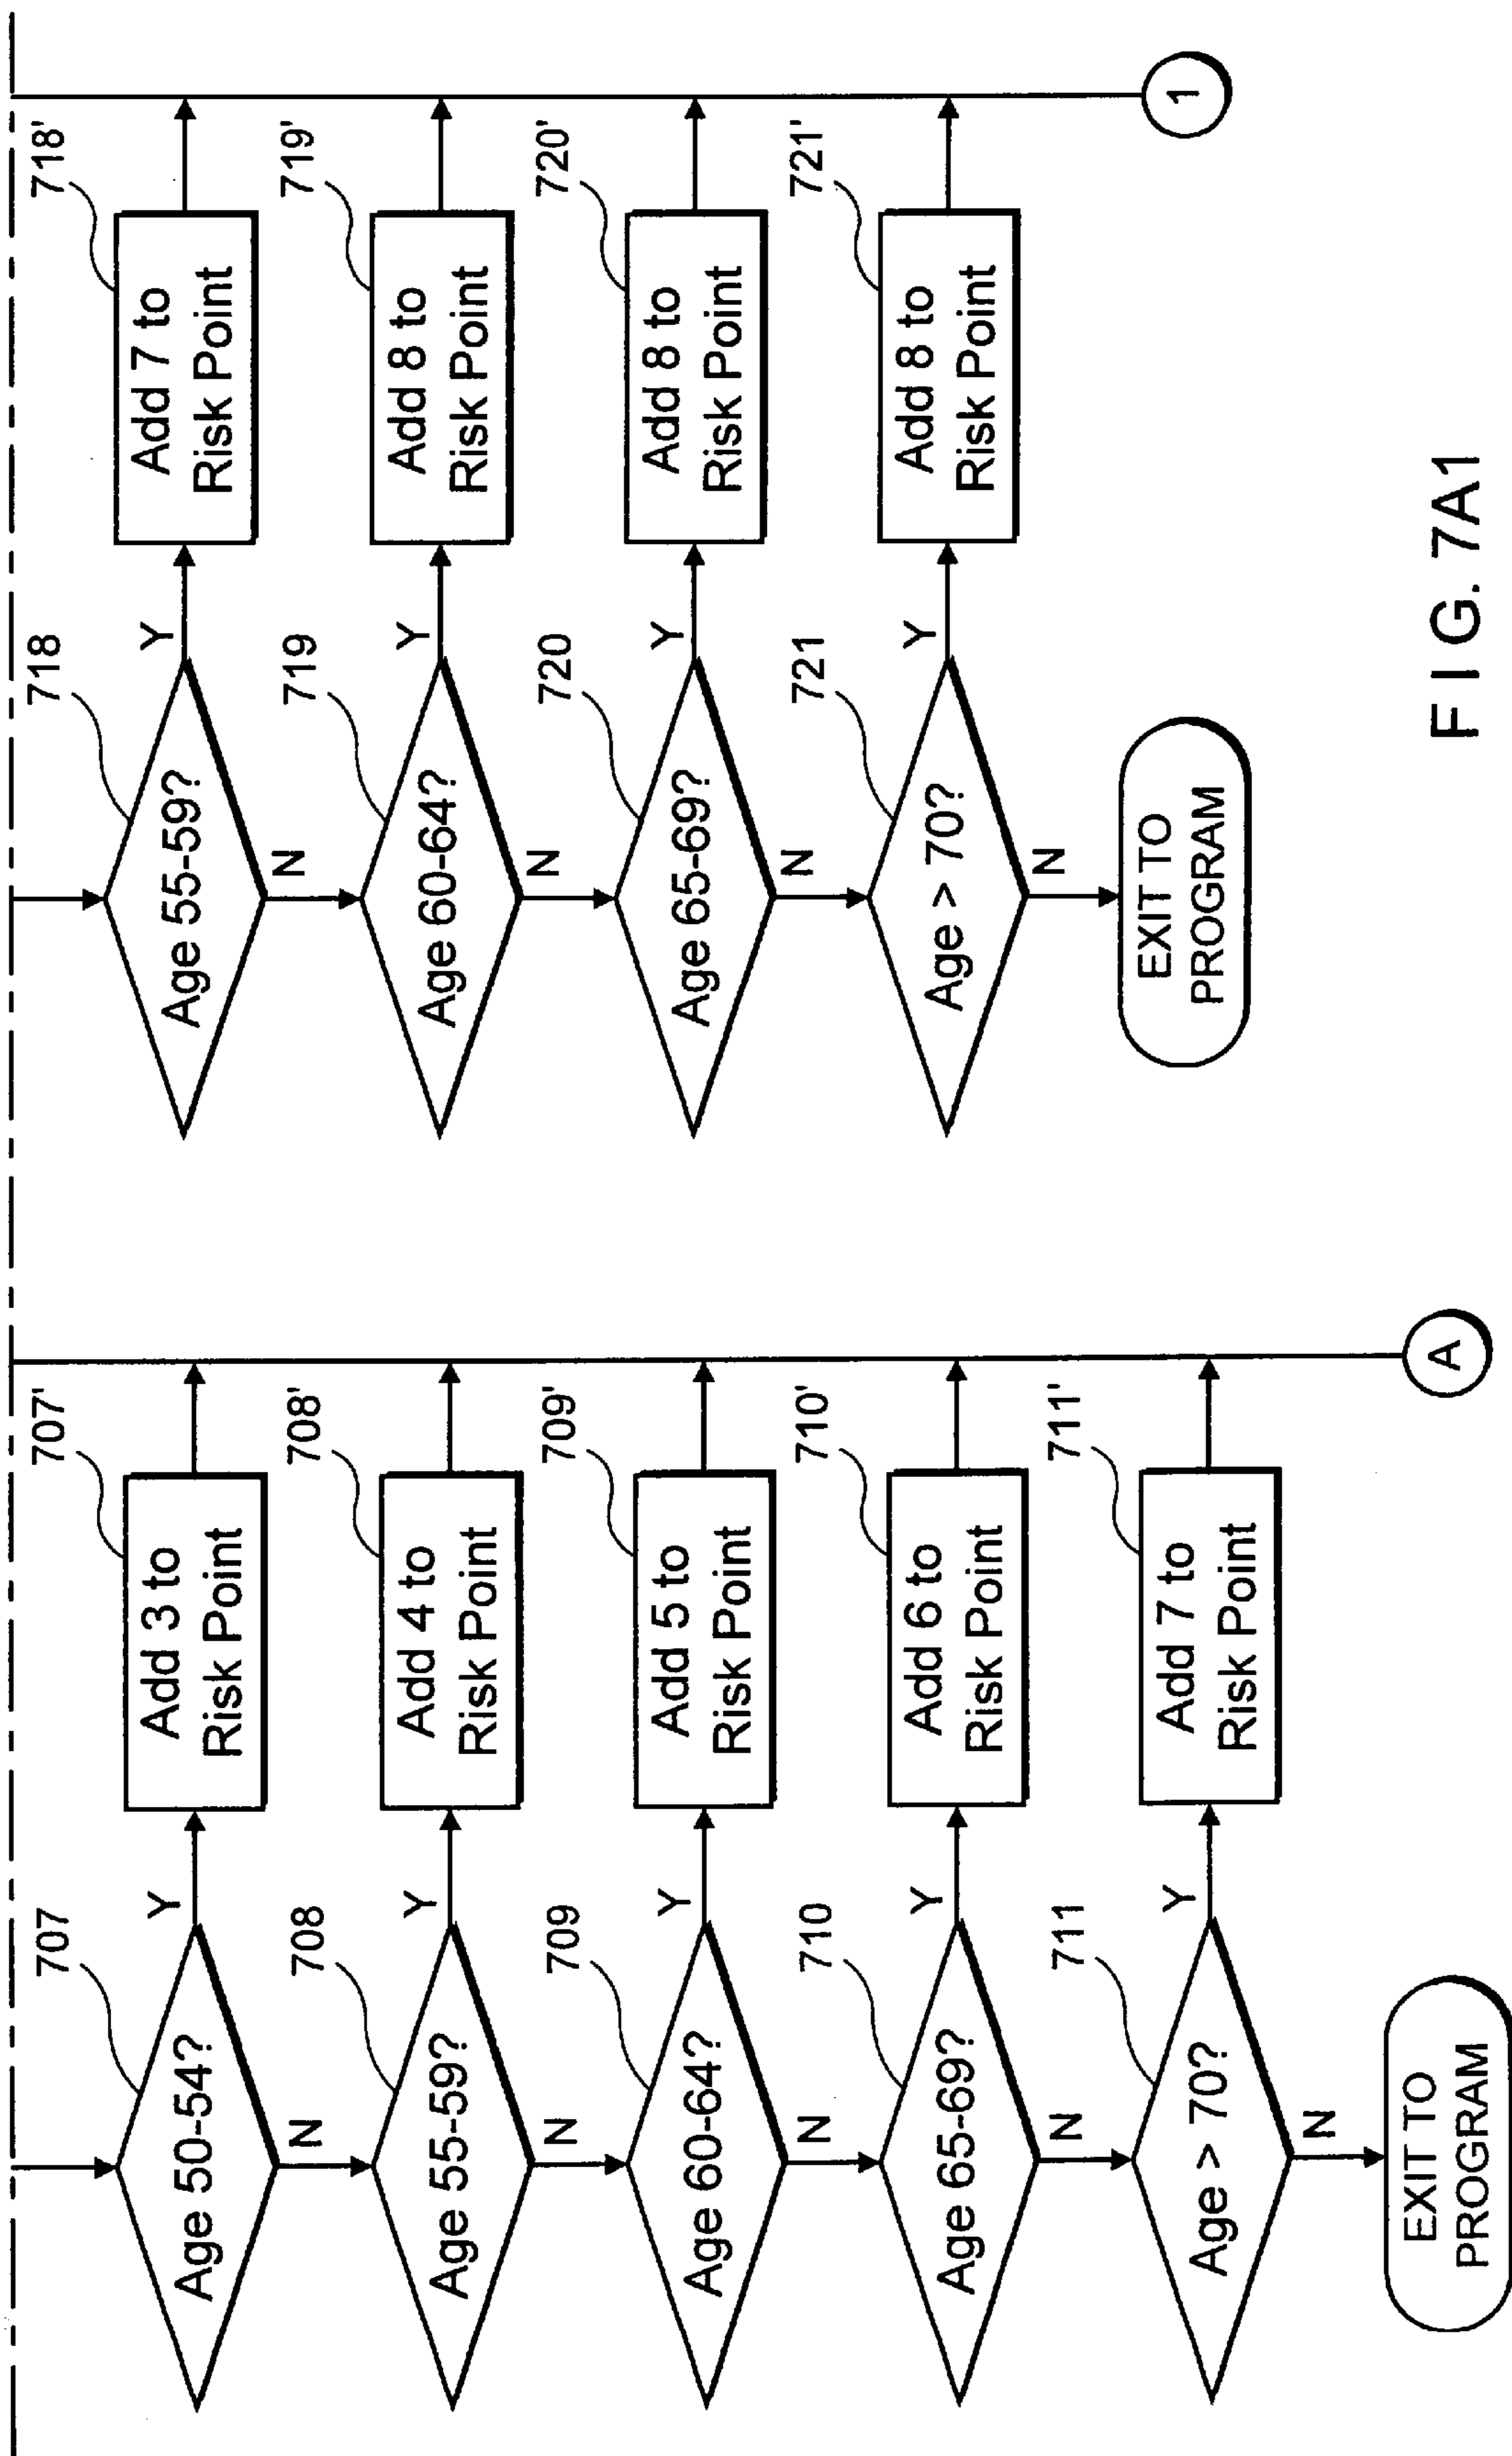 707
Age 50-54?
Y
N
707'
Add 3 to
Risk Point
708
Age 55-59?
Y
N
708'
Add 4 to
Risk Point
709
Age 60-64?
Y
N
709'
Add 5 to
Risk Point
710
Age 65-69?
Y
N
710'
Add 6 to
Risk Point
711
Age > 70?
Y
N
711'
Add 7 to
Risk Point
EXIT TO
PROGRAM
A
718
Age 55-59?
Y
N
718'
Add 7 to
Risk Point
719
Age 60-64?
Y
N
719'
Add 8 to
Risk Point
720
Age 65-69?
Y
N
720'
Add 8 to
Risk Point
721
Age > 70?
Y
N
721'
Add 8 to
Risk Point
EXIT TO
PROGRAM
1
FIG. 7A1